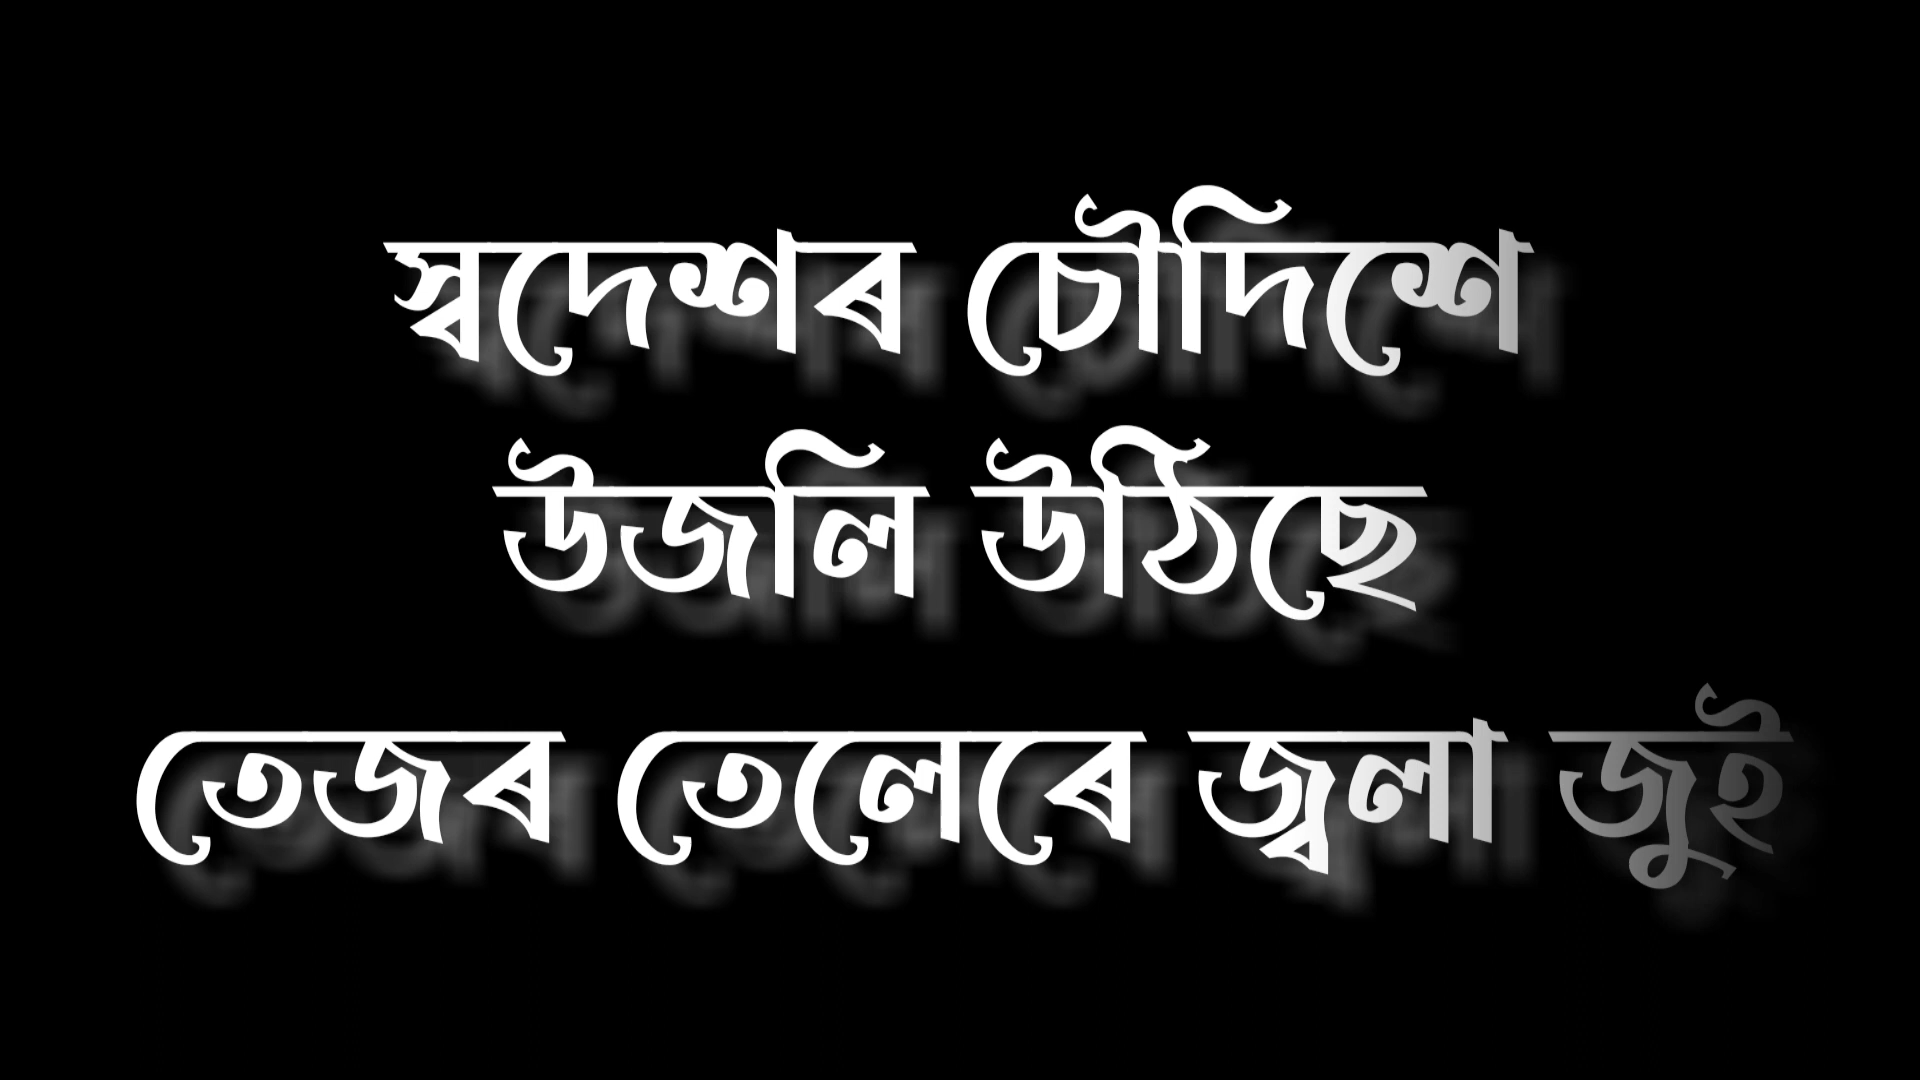 স্বদেশৰ চৌদিশে
উজলি উঠিছে
তেজৰ তেলেৰে জ্বলা জুই